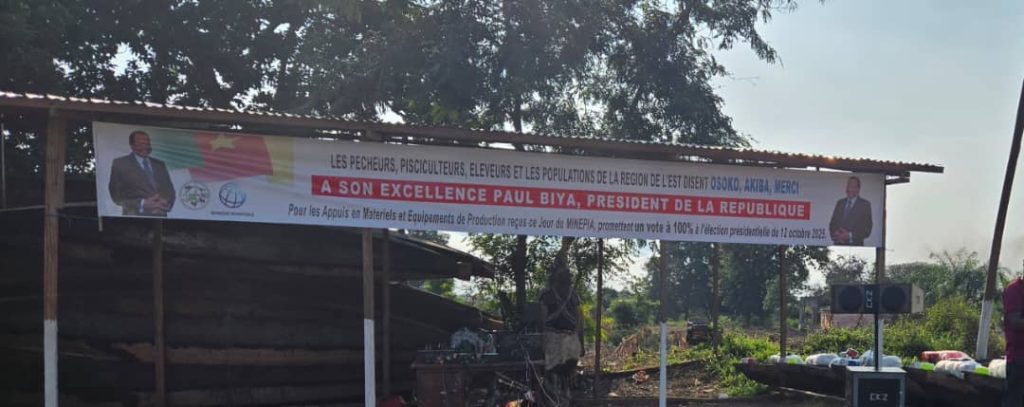 LES PECHEURS, PISCICULTEURS, ELEVEURS ET LES POPULATIONS DE LA REGION DE L'EST DISENT OSOKO, AKIBA, MERCI
A SON EXCELLENCE PAUL BIYA, PRESIDENT DE LA REPUBLIQUE
Pour les Appuis en Materiels et Equipements de Production reçus ce Jour du MINEPIA, promettent un vote à 100% à l'élection présidentielle du 12 octobre 2025.